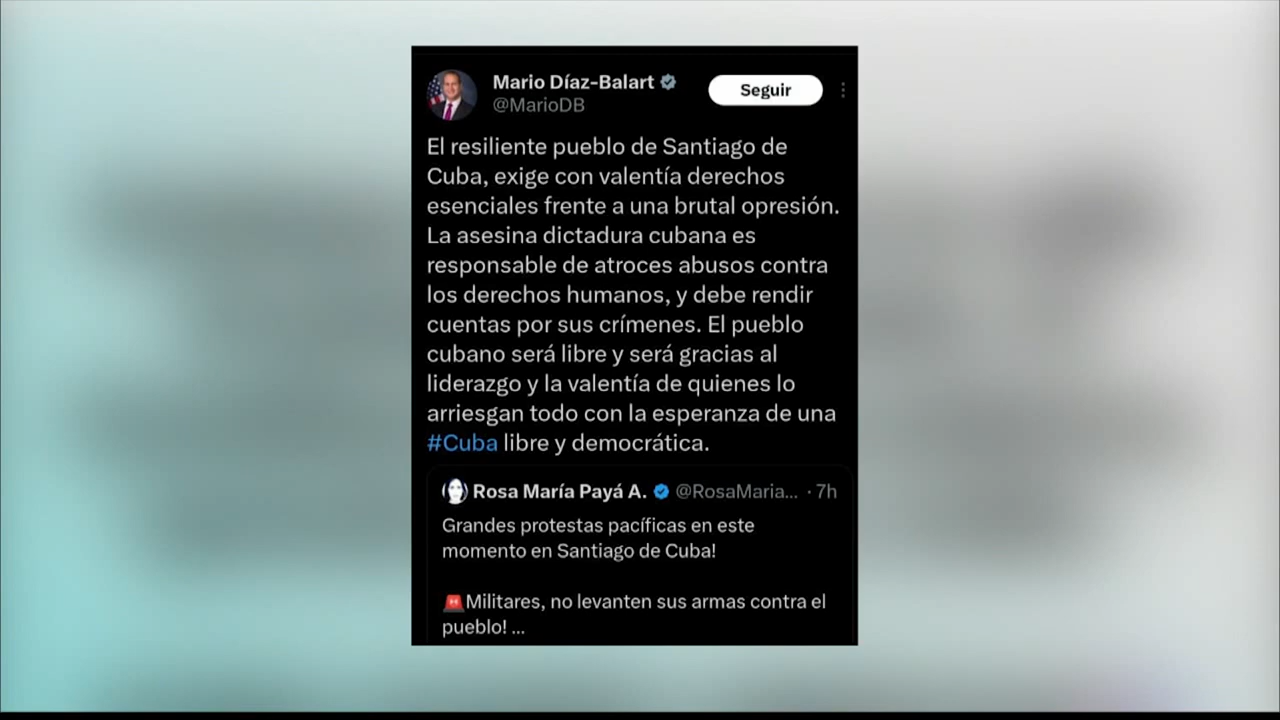 Mario Díaz-Balart
Seguir
@MarioDB
El resiliente pueblo de Santiago de
Cuba, exige con valentía derechos
esenciales frente a una brutal opresión.
La asesina dictadura cubana es
responsable de atroces abusos contra
los derechos humanos, y debe rendir
cuentas por sus crímenes. El pueblo
cubano será libre y será gracias al
liderazgo y la valentía de quienes lo
arriesgan todo con la esperanza de una
#Cuba libre y democrática.
Rosa María Payá A. @RosaMaria... · 7h
Grandes protestas pacíficas en este
momento en Santiago de Cuba!
🚨Militares, no levanten sus armas contra el
pueblo! ...